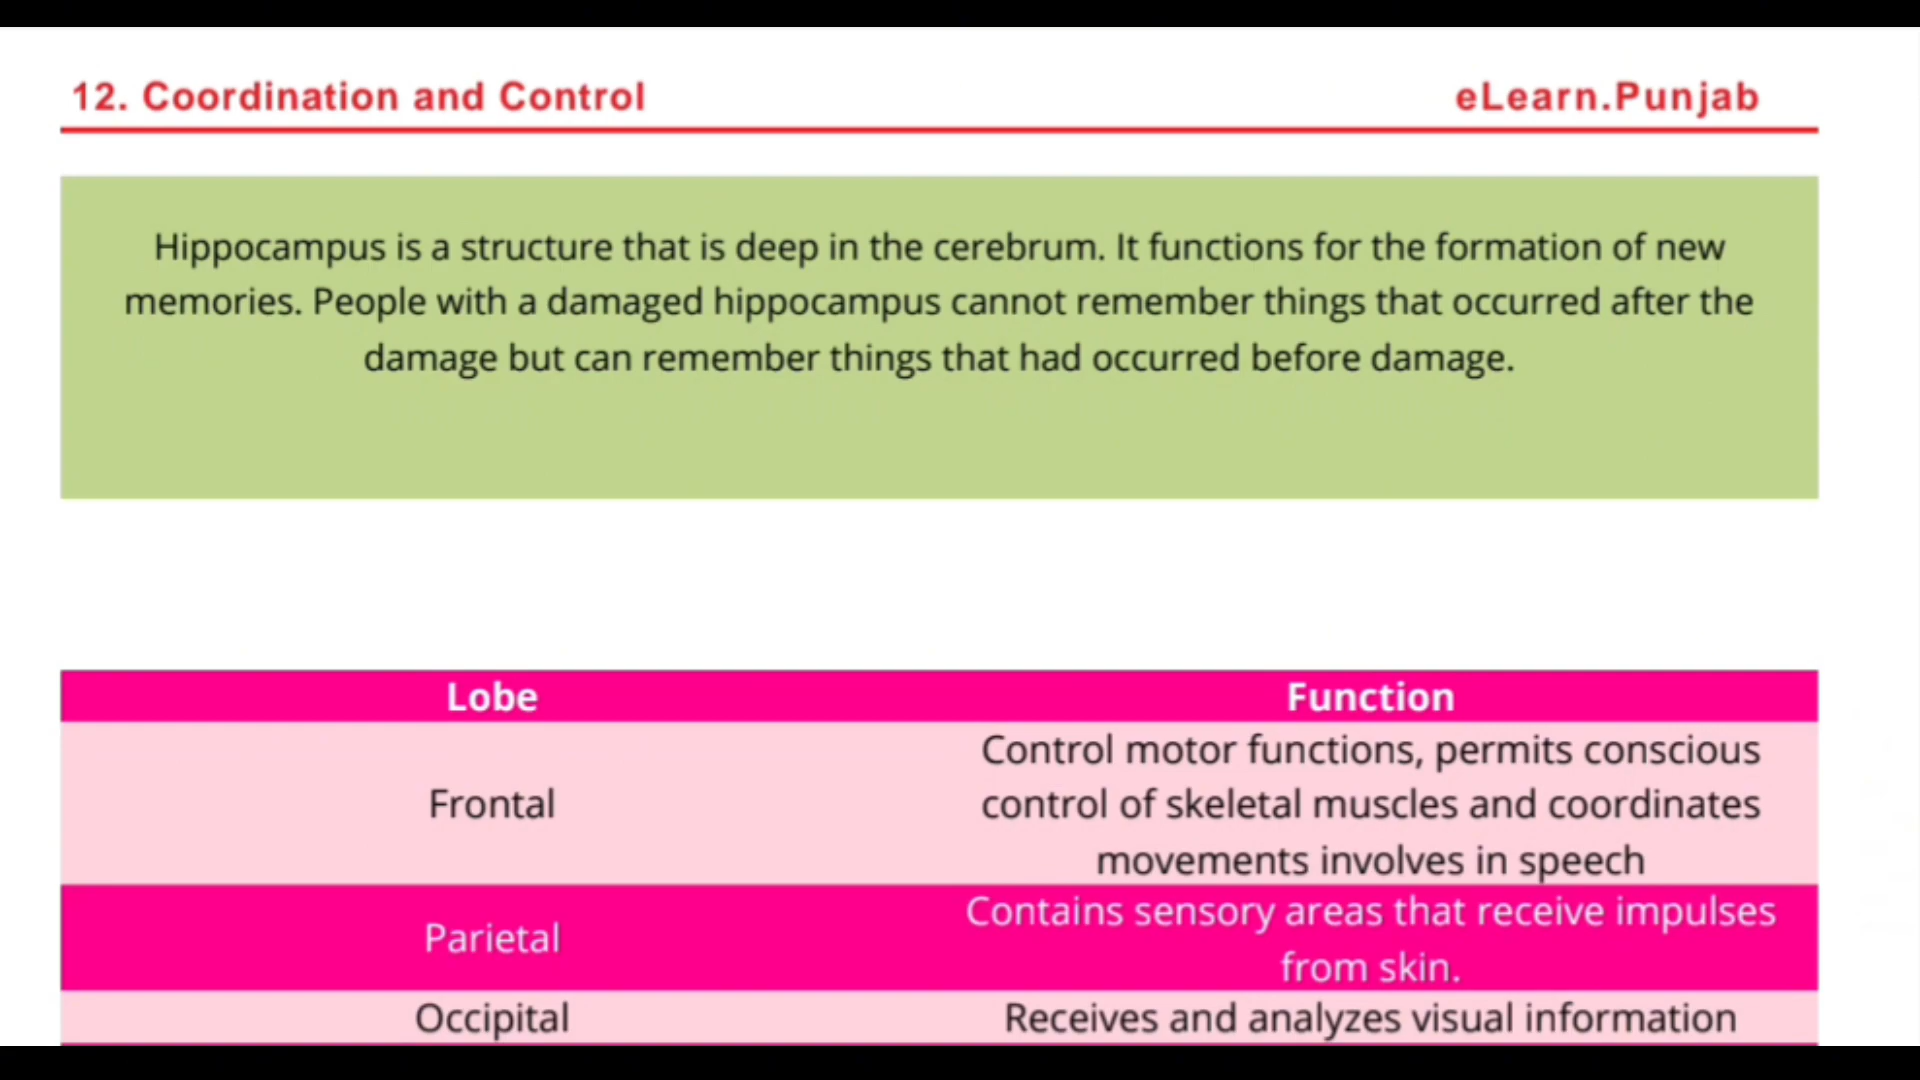 12. Coordination and Control
eLearn.Punjab
Hippocampus is a structure that is deep in the cerebrum. It functions for the formation of new
memories. People with a damaged hippocampus cannot remember things that occurred after the
damage but can remember things that had occurred before damage.
Lobe
Function
Frontal
Control motor functions, permits conscious
control of skeletal muscles and coordinates
movements involves in speech
Parietal
Contains sensory areas that receive impulses
from skin.
Occipital
Receives and analyzes visual information